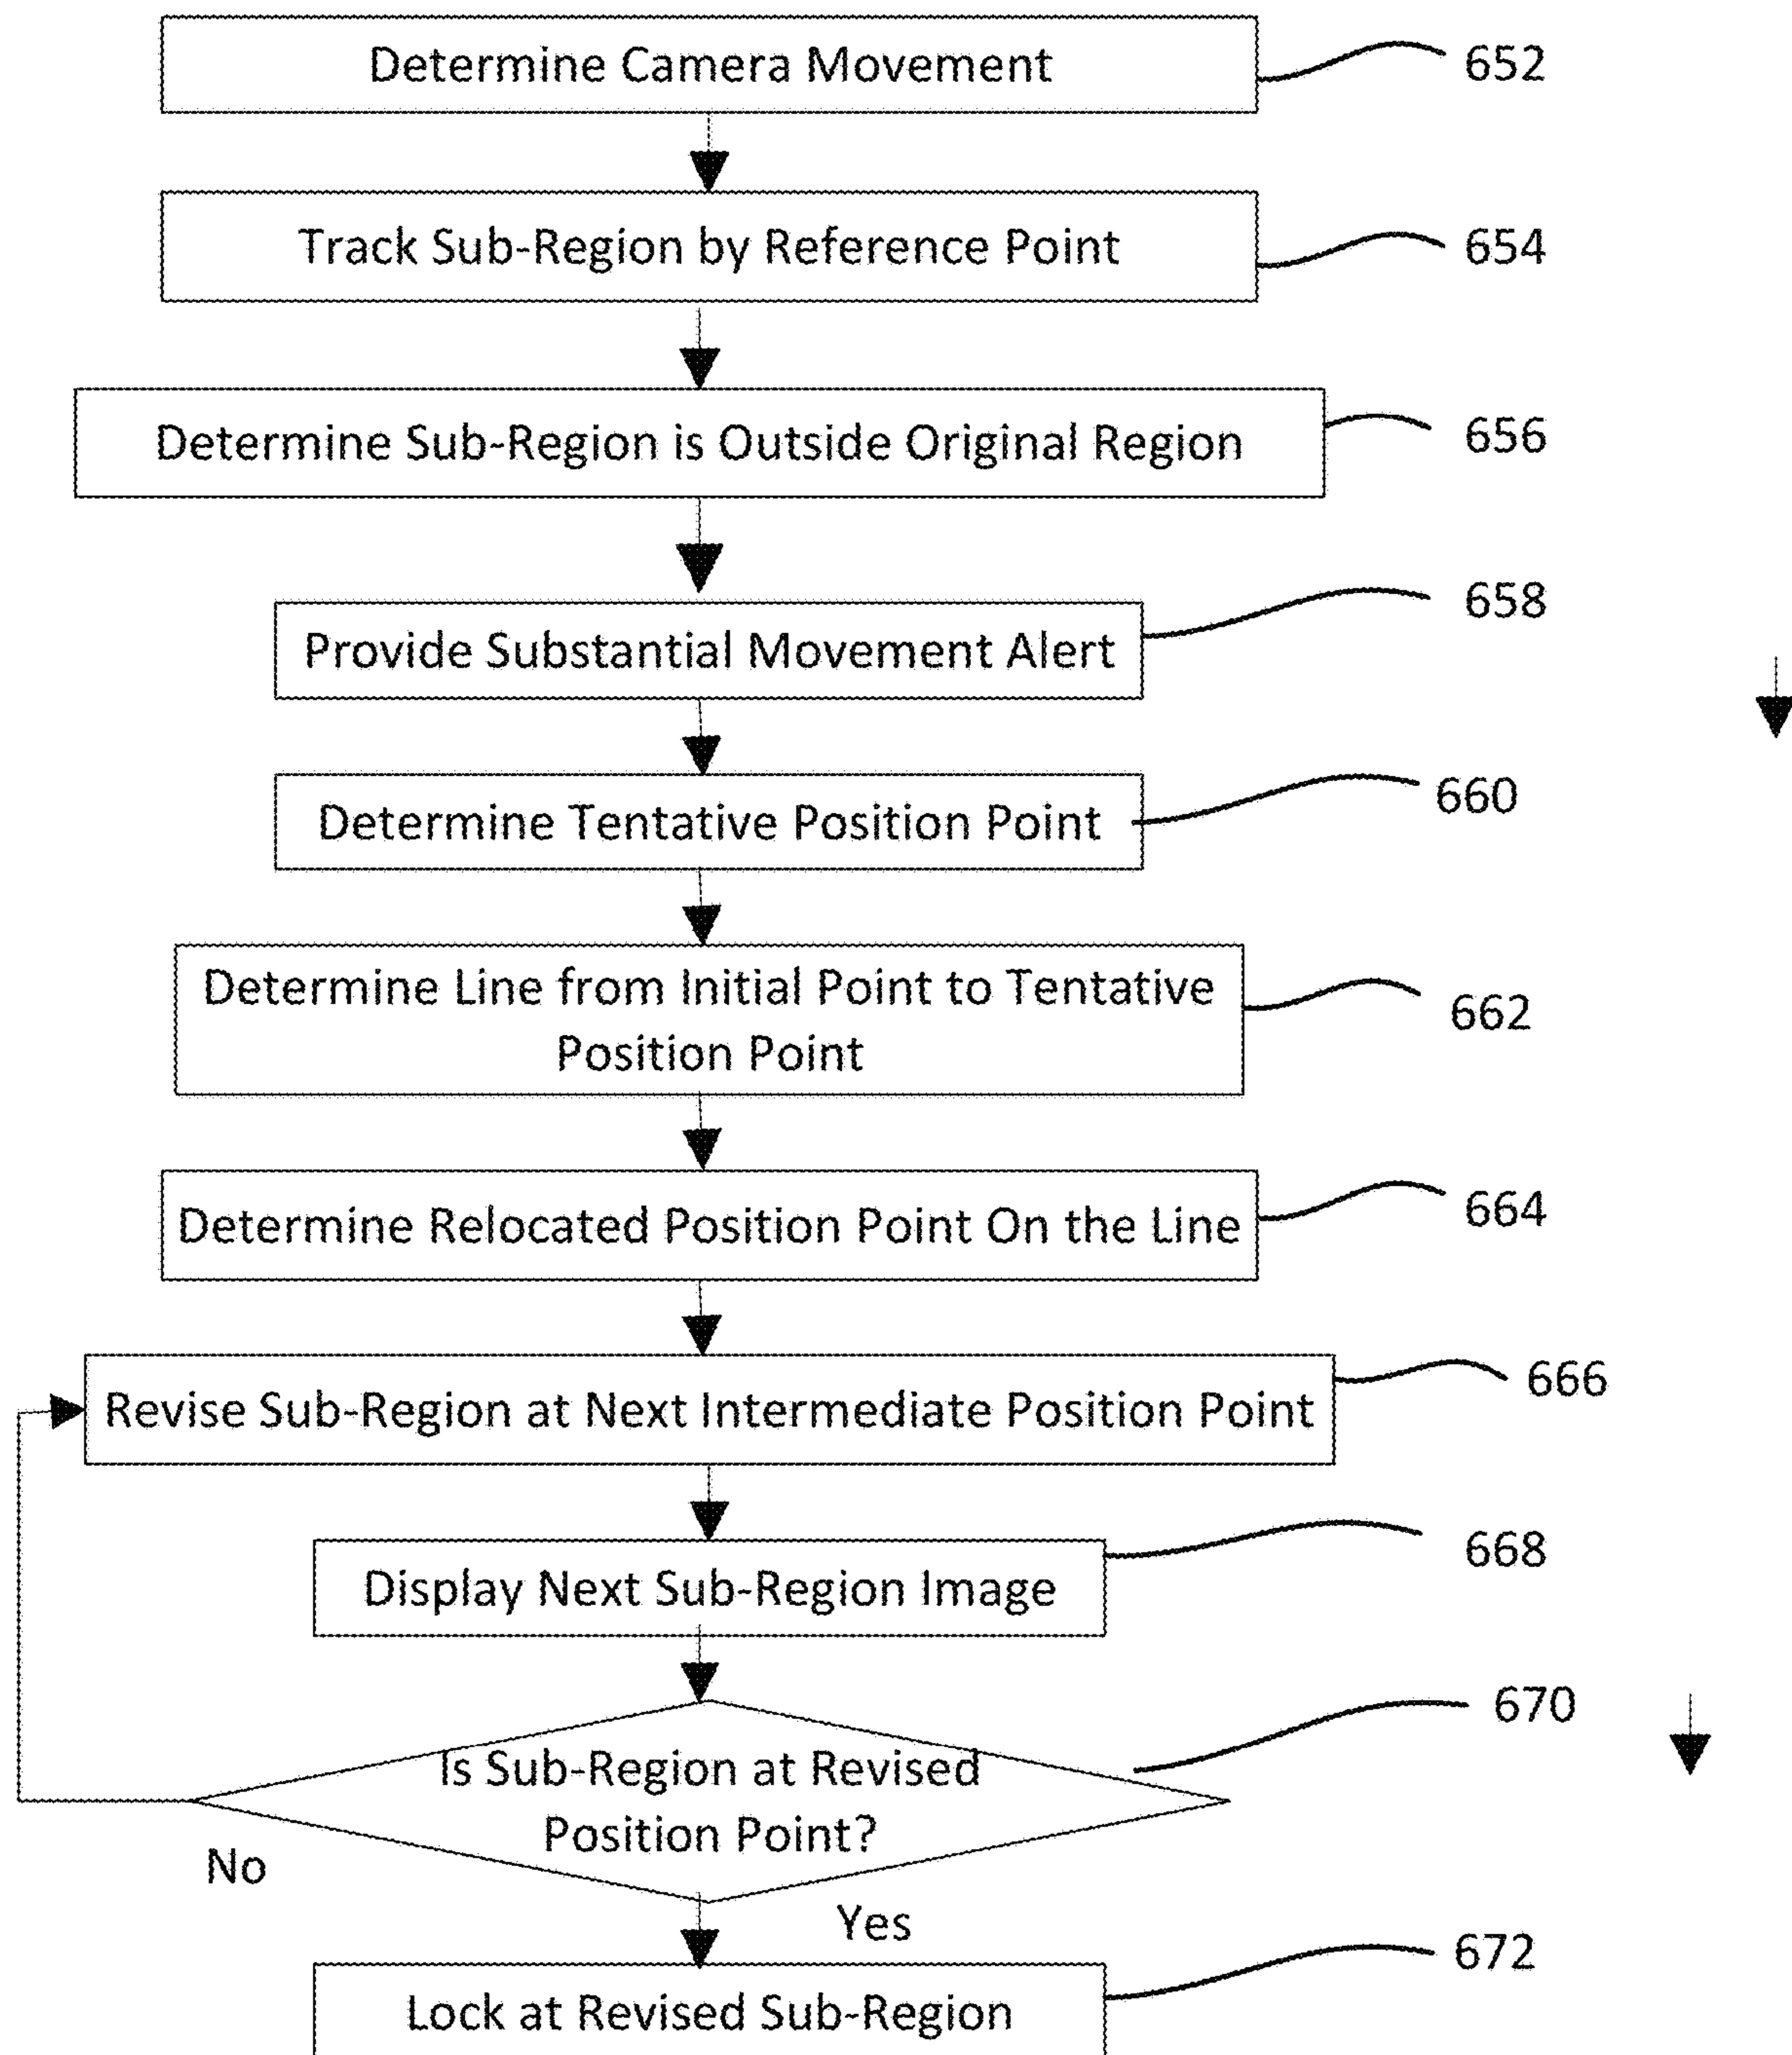 Determine Camera Movement
652
Track Sub-Region by Reference Point
654
Determine Sub-Region is Outside Original Region
656
Provide Substantial Movement Alert
658
Determine Tentative Position Point
660
Determine Line from Initial Point to Tentative
Position Point
662
Determine Relocated Position Point On the Line
664
Revise Sub-Region at Next Intermediate Position Point
666
Display Next Sub-Region Image
668
Is Sub-Region at Revised
Position Point?
670
No
Yes
Lock at Revised Sub-Region
672